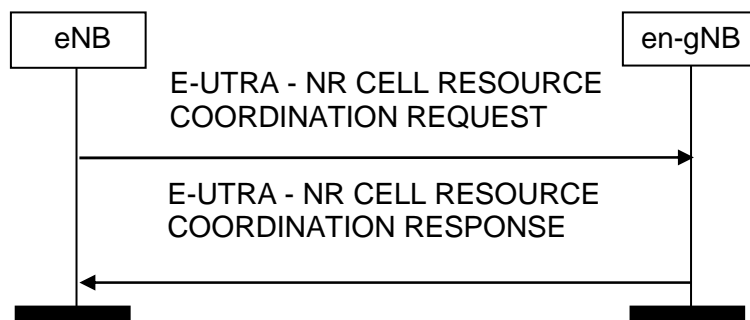 eNB
en-gNB
E-UTRA - NR CELL RESOURCE
COORDINATION REQUEST
E-UTRA - NR CELL RESOURCE
COORDINATION RESPONSE